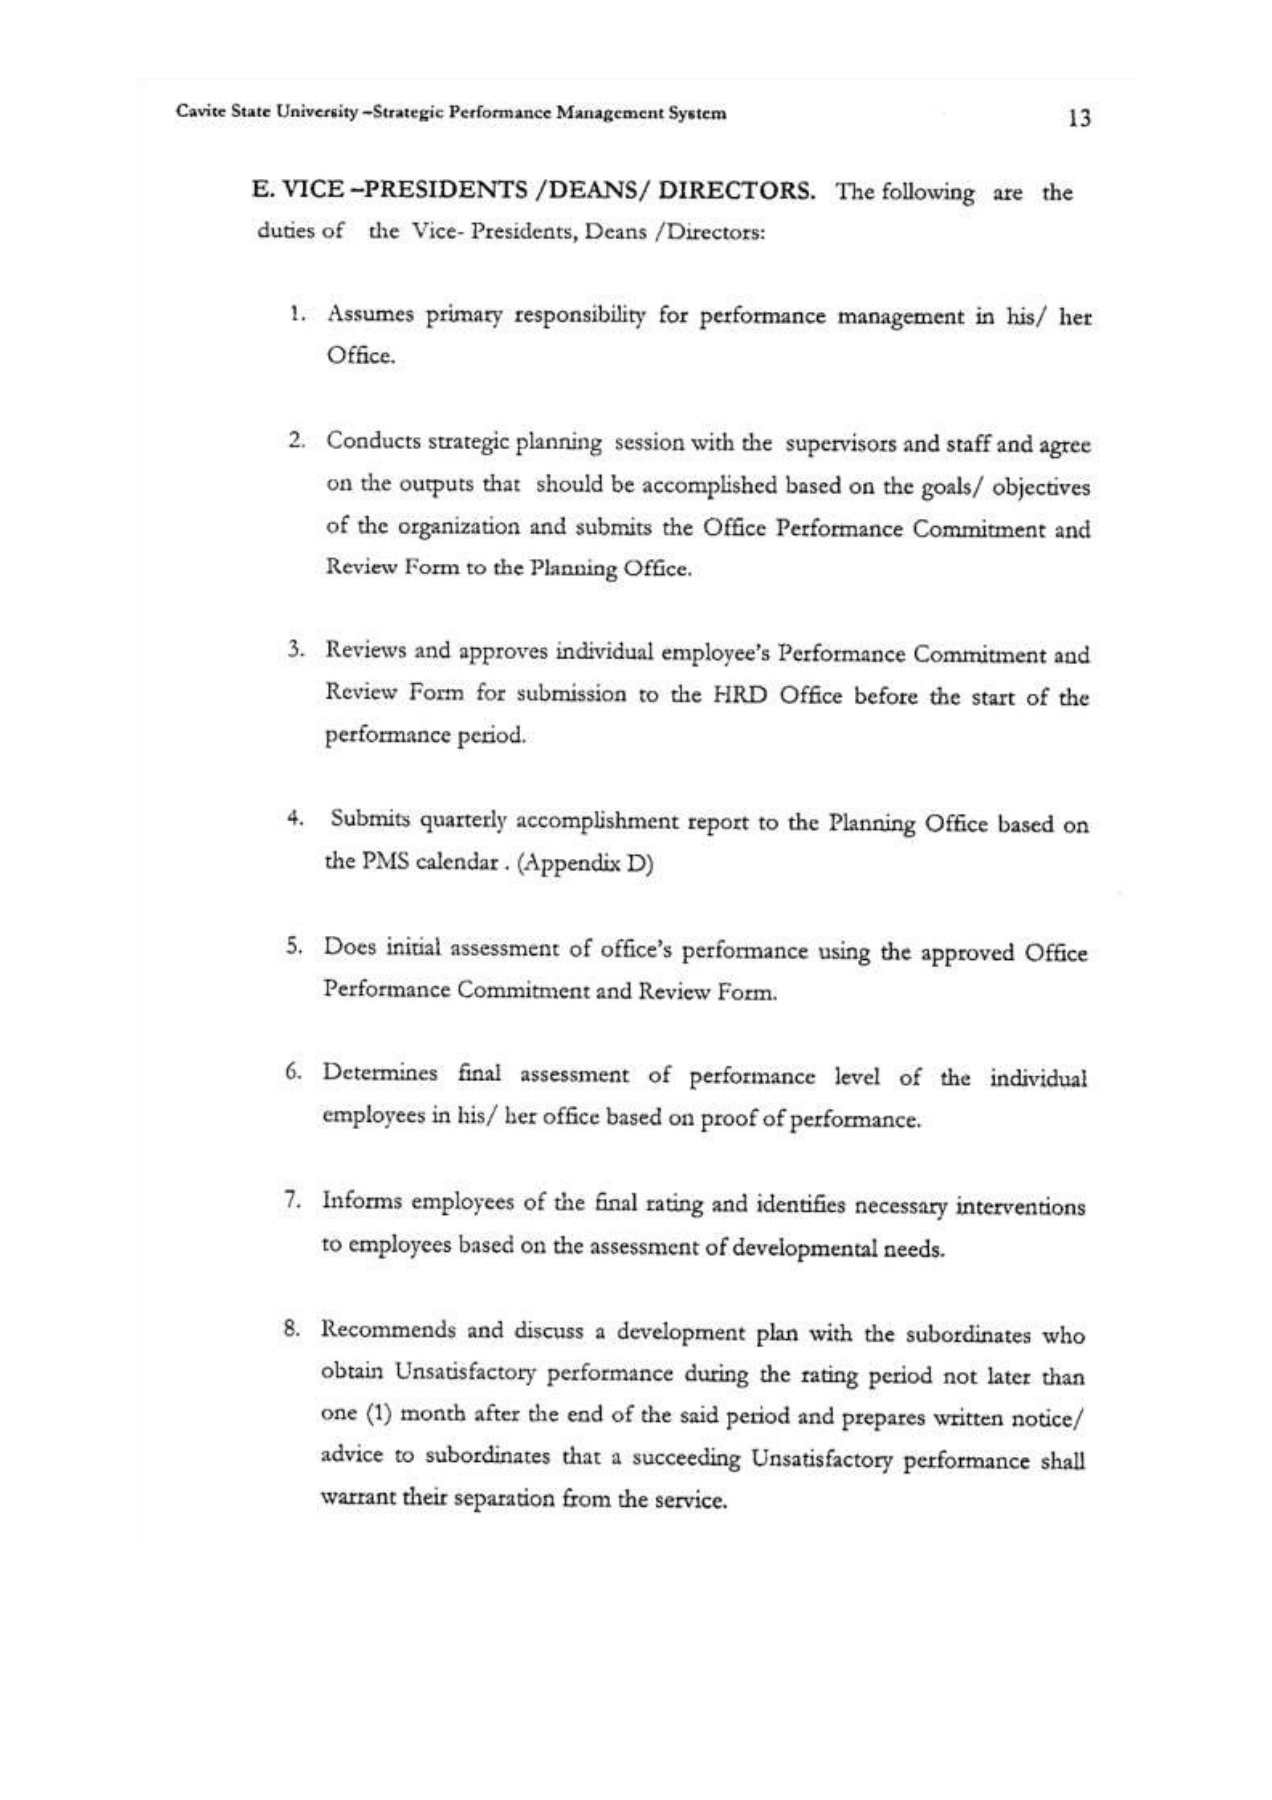 Cavite State University –Strategic Performance Management System 13
E. VICE –PRESIDENTS /DEANS/ DIRECTORS. The following are the
duties of the Vice- Presidents, Deans /Directors:
1. Assumes primary responsibility for performance management in his/ her
Office.
2. Conducts strategic planning session with the supervisors and staff and agree
on the outputs that should be accomplished based on the goals/ objectives
of the organization and submits the Office Performance Commitment and
Review Form to the Planning Office.
3. Reviews and approves individual employee's Performance Commitment and
Review Form for submission to the HRD Office before the start of the
performance period.
4. Submits quarterly accomplishment report to the Planning Office based on
the PMS calendar . (Appendix D)
5. Does initial assessment of office's performance using the approved Office
Performance Commitment and Review Form.
6. Determines final assessment of performance level of the individual
employees in his/ her office based on proof of performance.
7. Informs employees of the final rating and identifies necessary interventions
to employees based on the assessment of developmental needs.
8. Recommends and discuss a development plan with the subordinates who
obtain Unsatisfactory performance during the rating period not later than
one (1) month after the end of the said period and prepares written notice/
advice to subordinates that a succeeding Unsatisfactory performance shall
warrant their separation from the service.